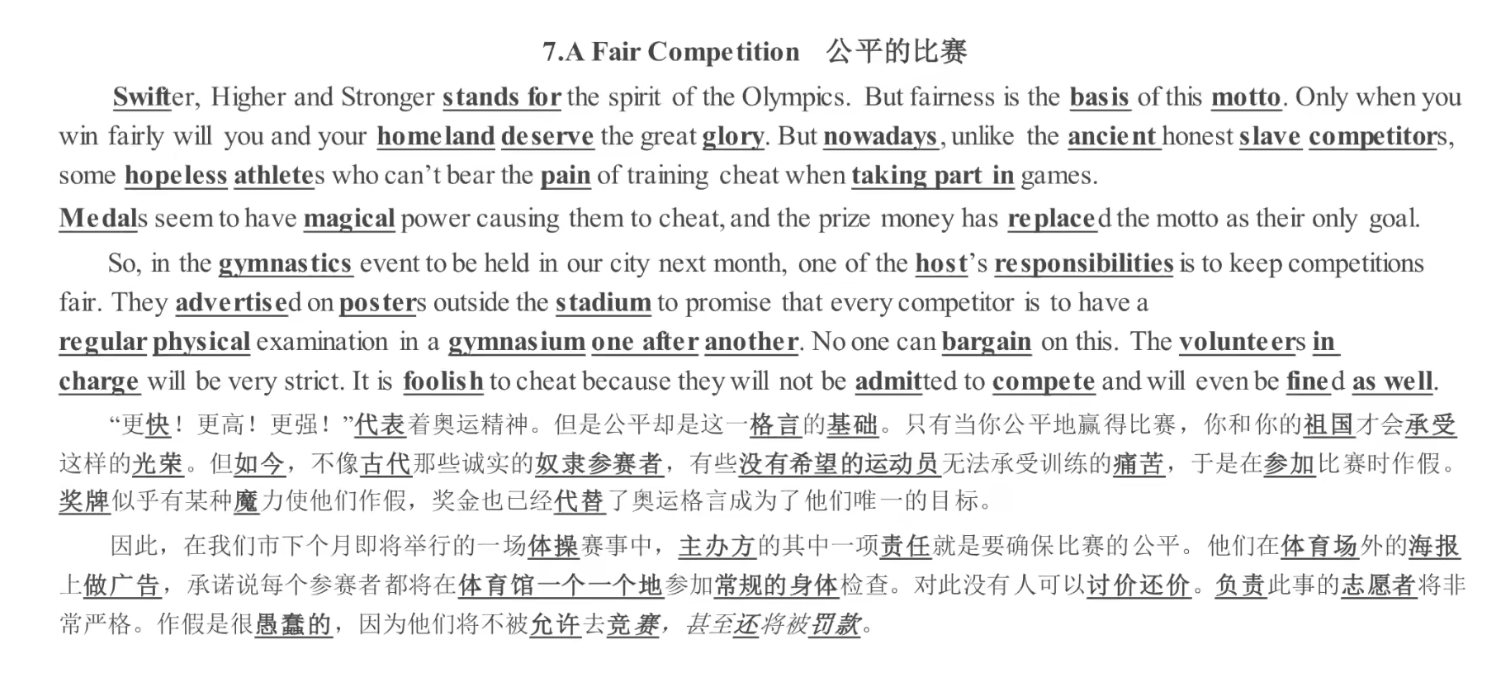 7.A Fair Competition 公平的比赛
Swifter, Higher and Stronger stands for the spirit of the Olympics. But fairness is the basis of this motto. Only when you
win fairly will you and your homeland deserve the great glory. But nowadays, unlike the ancient honest slave competitors,
some hopeless athletes who can't bear the pain of training cheat when taking part in games.
Medals seem to have magical power causing them to cheat, and the prize money has replaced the motto as their only goal.
So, in the gymnastics event to be held in our city next month, one of the host's responsibilities is to keep competitions
fair. They advertised on posters outside the stadium to promise that every competitor is to have a
regular physical examination in a gymnasium one after another. No one can bargain on this. The volunteers in
charge will be very strict. It is foolish to cheat because they will not be admitted to compete and will even be fined as well.
“更快！更高！更强！”代表着奥运精神。但是公平却是这一格言的基础。只有当你公平地赢得比赛，你和你的祖国才会承受
这样的光荣。但如今，不像古代那些诚实的奴隶参赛者，有些没有希望的运动员无法承受训练的痛苦，于是在参加比赛时作假。
奖牌似乎有某种魔力使他们作假，奖金也已经代替了奥运格言成为了他们唯一的目标。
因此，在我们市下个月即将举行的一场体操赛事中，主办方的其中一项责任就是要确保比赛的公平。他们在体育场外的海报
上做广告，承诺说每个参赛者都将在体育馆一个一个地参加常规的身体检查。对此没有人可以讨价还价。负责此事的志愿者将非
常严格。作假是很愚蠢的，因为他们将不被允许去竞赛，甚至还将被罚款。